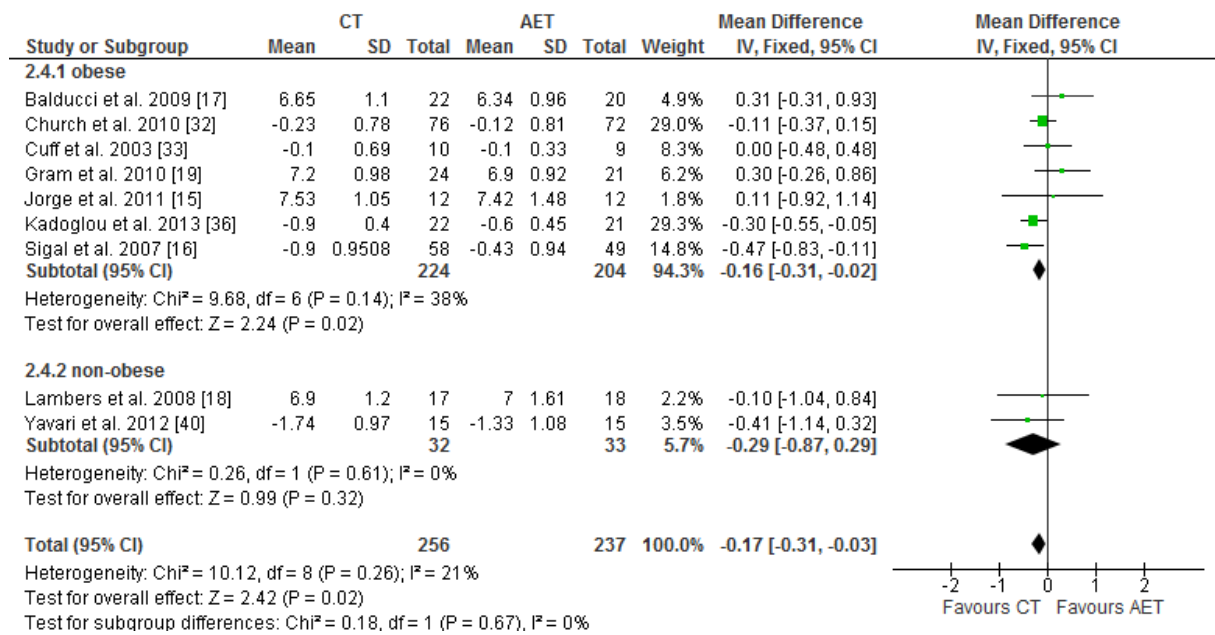 CT AET Mean Difference Mean Difference
Study or Subgroup Mean SD Total Mean SD Total Weight IV, Fixed, 95% CI IV, Fixed, 95% CI
2.4.1 obese
Balducci et al. 2009 [17] 6.65 1.1 22 6.34 0.96 20 4.9% 0.31 [-0.31, 0.93]
Church et al. 2010 [32] -0.23 0.78 76 -0.12 0.81 72 29.0% -0.11 [-0.37, 0.15]
Cuff et al. 2003 [33] -0.1 0.69 10 -0.1 0.33 9 8.3% 0.00 [-0.48, 0.48]
Gram et al. 2010 [19] 7.2 0.98 24 6.9 0.92 21 6.2% 0.30 [-0.26, 0.86]
Jorge et al. 2011 [15] 7.53 1.05 12 7.42 1.48 12 1.8% 0.11 [-0.92, 1.14]
Kadoglou et al. 2013 [36] -0.9 0.4 22 -0.6 0.45 21 29.3% -0.30 [-0.55, -0.05]
Sigal et al. 2007 [16] -0.9 0.9508 58 -0.43 0.94 49 14.8% -0.47 [-0.83, -0.11]
Subtotal (95% CI) 224 204 94.3% -0.16 [-0.31, -0.02]
Heterogeneity: Chi² = 9.68, df = 6 (P = 0.14); I² = 38%
Test for overall effect: Z = 2.24 (P = 0.02)
2.4.2 non-obese
Lambers et al. 2008 [18] 6.9 1.2 17 7 1.61 18 2.2% -0.10 [-1.04, 0.84]
Yavari et al. 2012 [40] -1.74 0.97 15 -1.33 1.08 15 3.5% -0.41 [-1.14, 0.32]
Subtotal (95% CI) 32 33 5.7% -0.29 [-0.87, 0.29]
Heterogeneity: Chi² = 0.26, df = 1 (P = 0.61); I² = 0%
Test for overall effect: Z = 0.99 (P = 0.32)
Total (95% CI) 256 237 100.0% -0.17 [-0.31, -0.03]
Heterogeneity: Chi² = 10.12, df = 8 (P = 0.26); I² = 21%
Test for overall effect: Z = 2.42 (P = 0.02)
Test for subgroup differences: Chi² = 0.18, df = 1 (P = 0.67), I² = 0%
-2 -1 0 1 2
Favours CT Favours AET